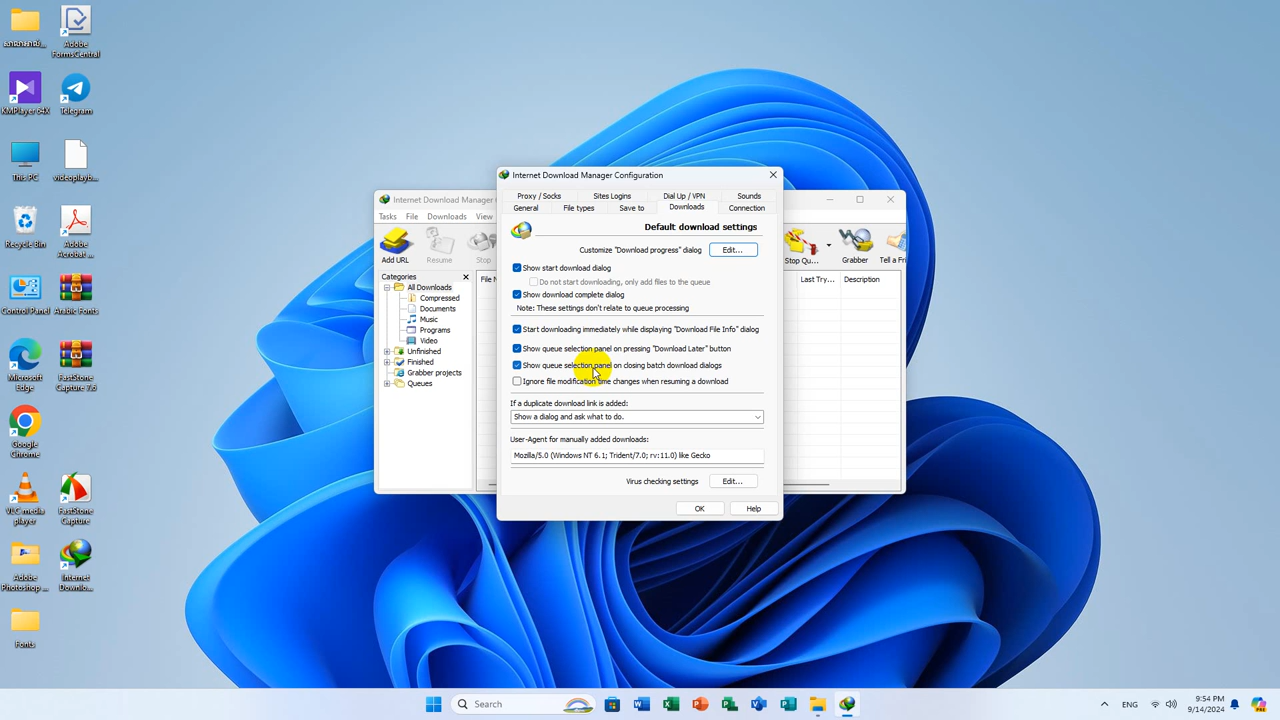 Adobe
FormsCentral
KMPlayer 64X
Telegram
This PC
videoplayb...
Recycle Bin
Adobe
Acrobat ...
Control Panel
Arabik Fonts
Microsoft
Edge
FastStone
Capture 7.6
Google
Chrome
VLC media
player
FastStone
Capture
Adobe
Photoshop ...
Internet
Downlo...
Fonts
Internet Download Manager
Tasks File Downloads View
Add URL
Resume
Stop
Stop Qu...
Grabber
Tell a Fri
Categories
All Downloads
Compressed
Documents
Music
Programs
Video
Unfinished
Finished
Grabber projects
Queues
File N
Last Try...
Description
Internet Download Manager Configuration
Proxy / Socks Sites Logins Dial Up / VPN Sounds
General File types Save to Downloads Connection
Default download settings
Customize "Download progress" dialog Edit...
Show start download dialog
Do not start downloading, only add files to the queue
Show download complete dialog
Note: These settings don't relate to queue processing
Start downloading immediately while displaying "Download File Info" dialog
Show queue selection panel on pressing "Download Later" button
Show queue selection panel on closing batch download dialogs
Ignore file modification time changes when resuming a download
If a duplicate download link is added:
Show a dialog and ask what to do.
User-Agent for manually added downloads:
Mozilla/5.0 (Windows NT 6.1; Trident/7.0; rv:11.0) like Gecko
Virus checking settings Edit...
OK Help
Search
ENG
9:54 PM
9/14/2024